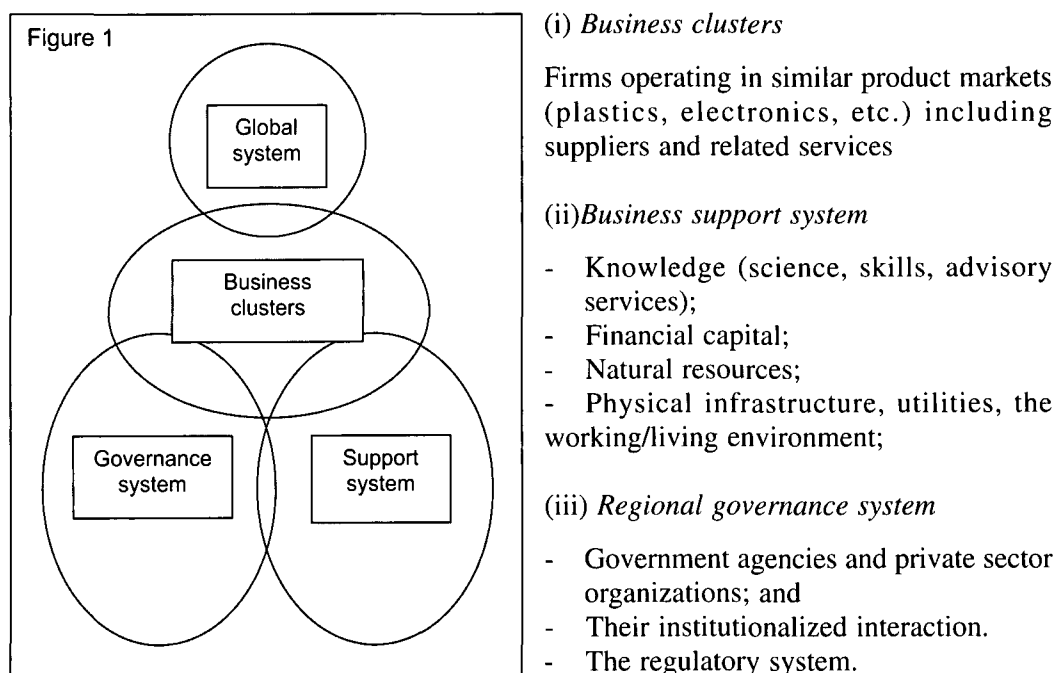 Figure 1
Global
system
Business
clusters
Governance
system
Support
system
(i) Business clusters
Firms operating in similar product markets
(plastics, electronics, etc.) including
suppliers and related services
(ii)Business support system
- Knowledge (science, skills, advisory
services);
- Financial capital;
- Natural resources;
- Physical infrastructure, utilities, the
working/living environment;
(iii) Regional governance system
- Government agencies and private sector
organizations; and
- Their institutionalized interaction.
- The regulatory system.